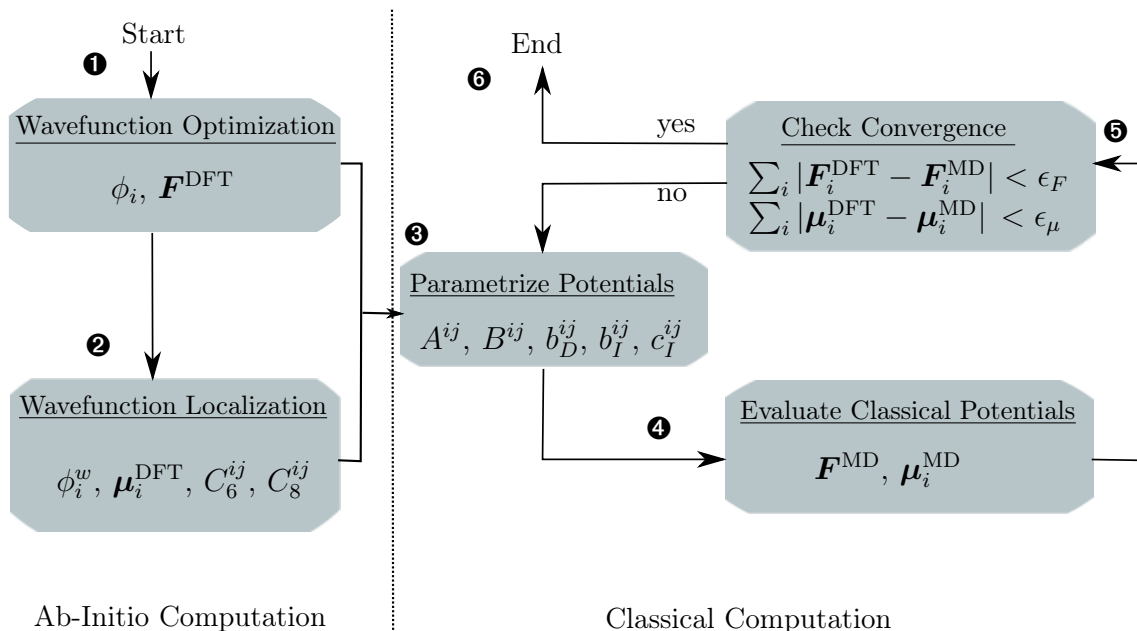 Start
❶
Wavefunction Optimization
ϕ_i, F^DFT
❷
Wavefunction Localization
ϕ_i^w, μ_i^DFT, C_6^ij, C_8^ij
Ab-Initio Computation
❸
Parametrize Potentials
A^ij, B^ij, b_D^ij, b_I^ij, c_I^ij
❹
Evaluate Classical Potentials
F^MD, μ_i^MD
❺
Check Convergence
∑_i |F_i^DFT − F_i^MD| < ϵ_F
∑_i |μ_i^DFT − μ_i^MD| < ϵ_μ
yes
no
❻
End
Classical Computation